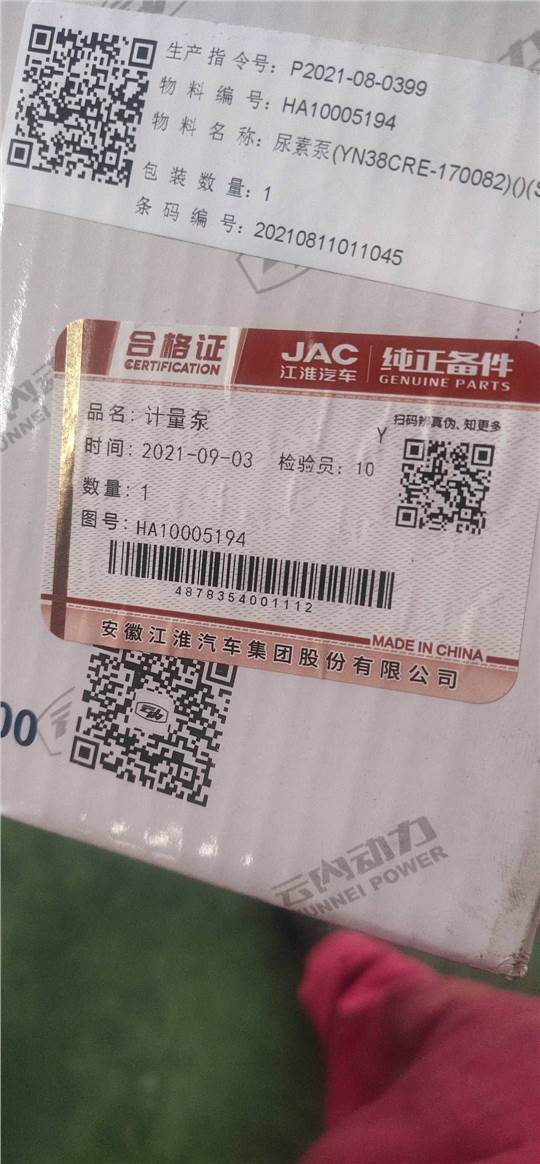 生产指令号: P2021-08-0399
物料编号: HA10005194
物料名称: 尿素泵(YN38CRE-170082)()(S
包装数量: 1
条码编号: 20210811011045
合格证
CERTIFICATION
JAC
江淮汽车
纯正备件
GENUINE PARTS
品名: 计量泵
时间: 2021-09-03 检验员: 10
Y
扫码辨真伪、知更多
数量: 1
图号: HA10005194
4878354001112
MADE IN CHINA
安徽江淮汽车集团股份有限公司
00
云内动力
YUNNEI POWER